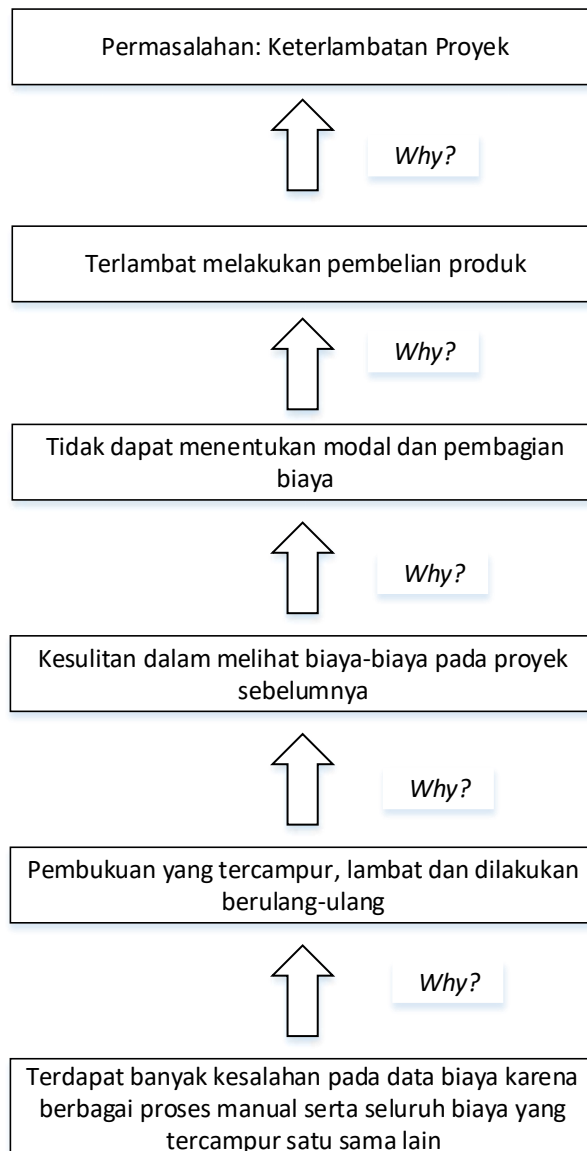 Permasalahan: Keterlambatan Proyek
Why?
Terlambat melakukan pembelian produk
Why?
Tidak dapat menentukan modal dan pembagian
biaya
Why?
Kesulitan dalam melihat biaya-biaya pada proyek
sebelumnya
Why?
Pembukuan yang tercampur, lambat dan dilakukan
berulang-ulang
Why?
Terdapat banyak kesalahan pada data biaya karena
berbagai proses manual serta seluruh biaya yang
tercampur satu sama lain